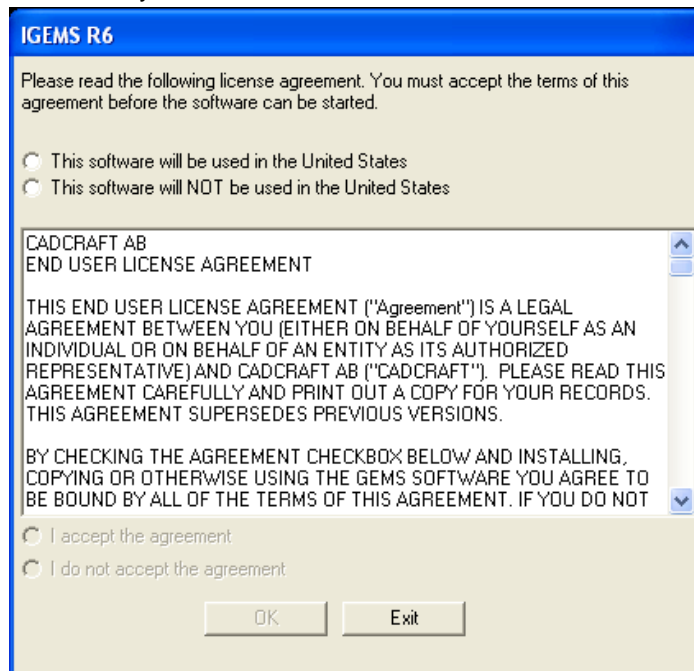 IGEMS R6
Please read the following license agreement. You must accept the terms of this
agreement before the software can be started.
This software will be used in the United States
This software will NOT be used in the United States
CADCRAFT AB
END USER LICENSE AGREEMENT
THIS END USER LICENSE AGREEMENT ("Agreement") IS A LEGAL
AGREEMENT BETWEEN YOU (EITHER ON BEHALF OF YOURSELF AS AN
INDIVIDUAL OR ON BEHALF OF AN ENTITY AS ITS AUTHORIZED
REPRESENTATIVE) AND CADCRAFT AB ("CADCRAFT"). PLEASE READ THIS
AGREEMENT CAREFULLY AND PRINT OUT A COPY FOR YOUR RECORDS.
THIS AGREEMENT SUPERSEDES PREVIOUS VERSIONS.
BY CHECKING THE AGREEMENT CHECKBOX BELOW AND INSTALLING,
COPYING OR OTHERWISE USING THE GEMS SOFTWARE YOU AGREE TO
BE BOUND BY ALL OF THE TERMS OF THIS AGREEMENT. IF YOU DO NOT
I accept the agreement
I do not accept the agreement
OK Exit